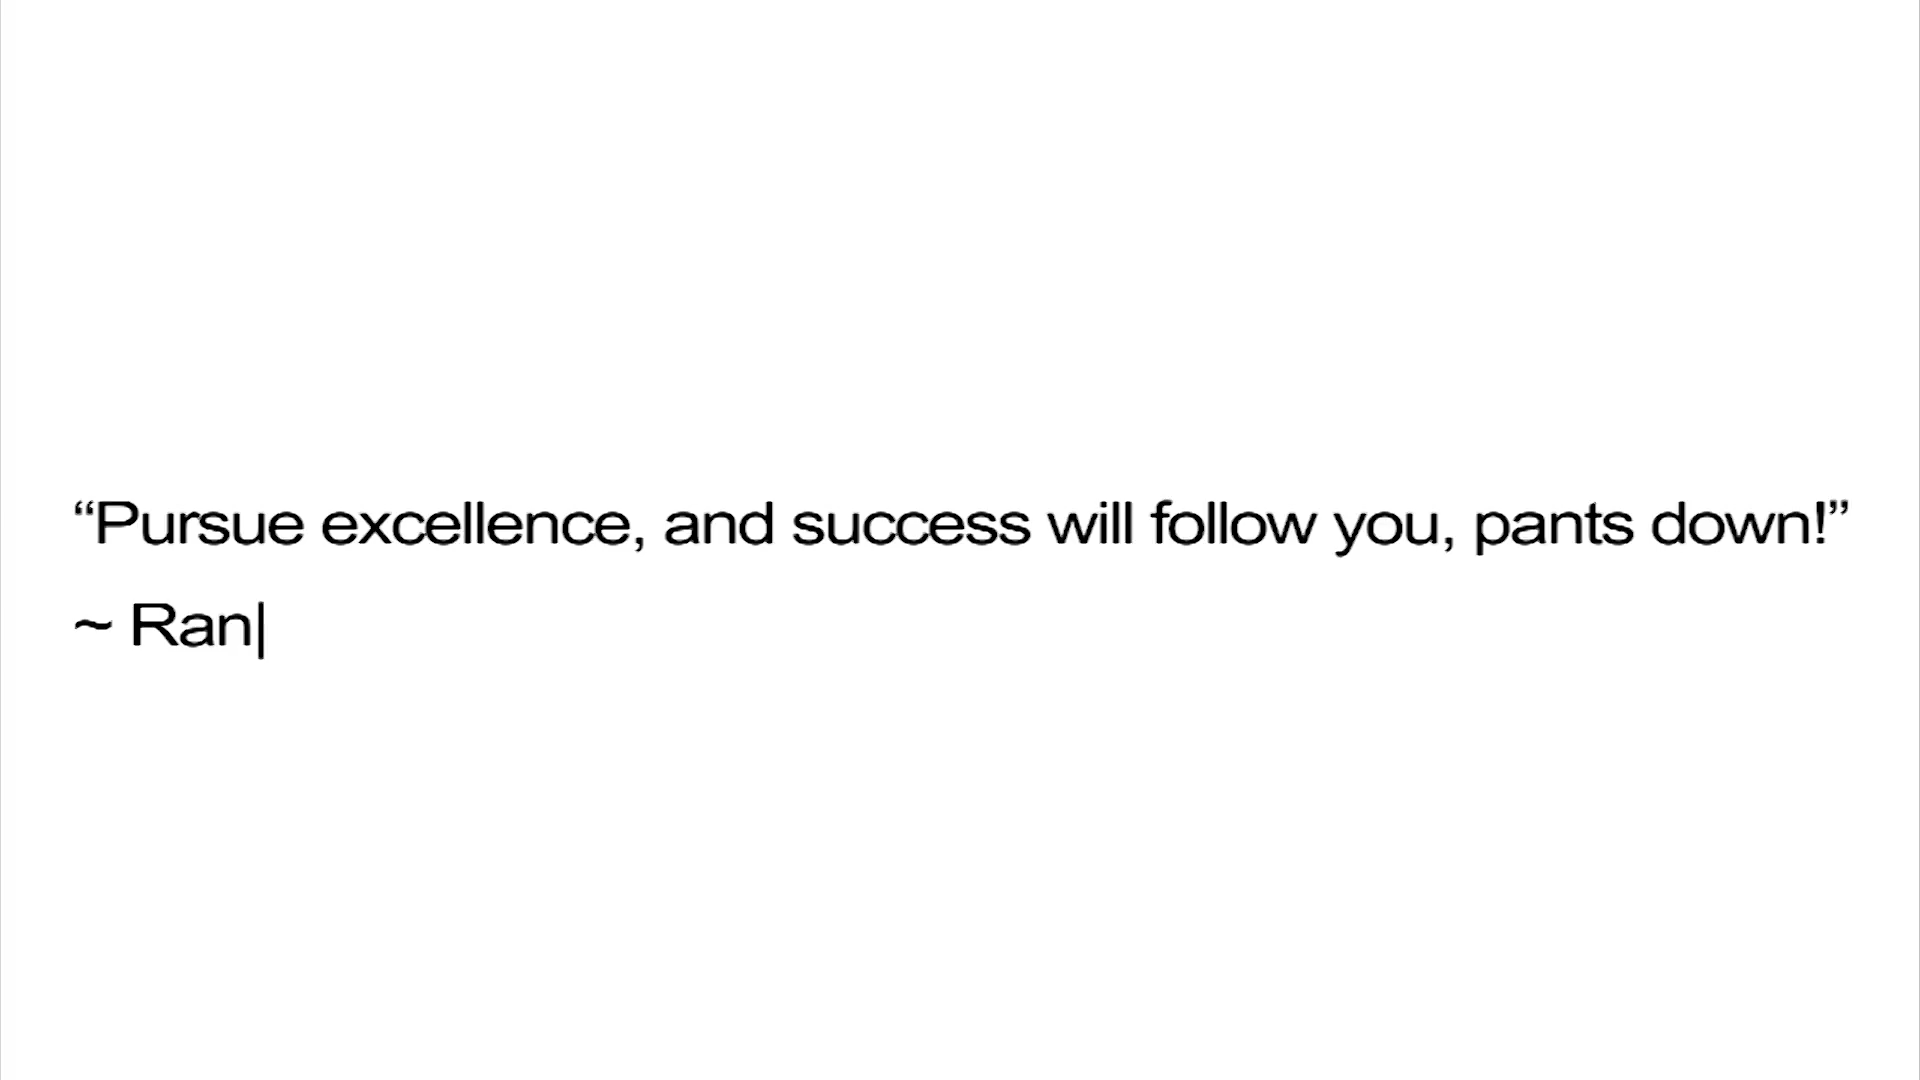 “Pursue excellence, and success will follow you, pants down!”
~ Ran|